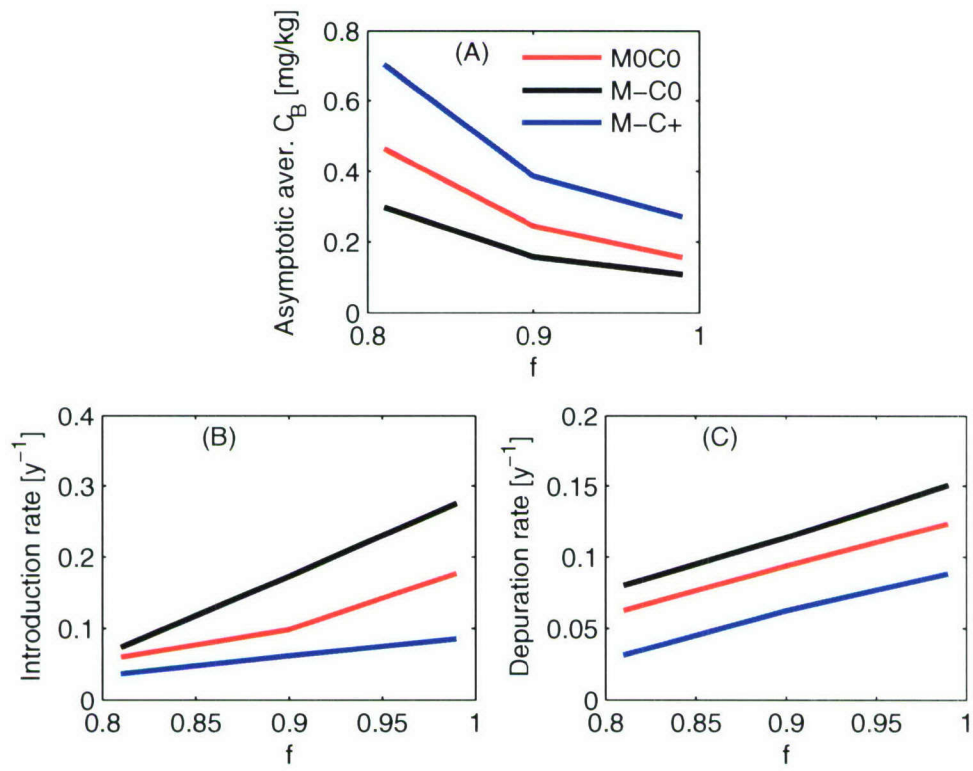 0.8
0.6
0.4
0.2
0
Asymptotic aver. C_B [mg/kg]
(A)
M0C0
M−C0
M−C+
0.8 0.9 1
f
0.4
0.3
0.2
0.1
0
Introduction rate [y⁻¹]
(B)
0.8 0.85 0.9 0.95 1
f
0.2
0.15
0.1
0.05
0
Depuration rate [y⁻¹]
(C)
0.8 0.85 0.9 0.95 1
f